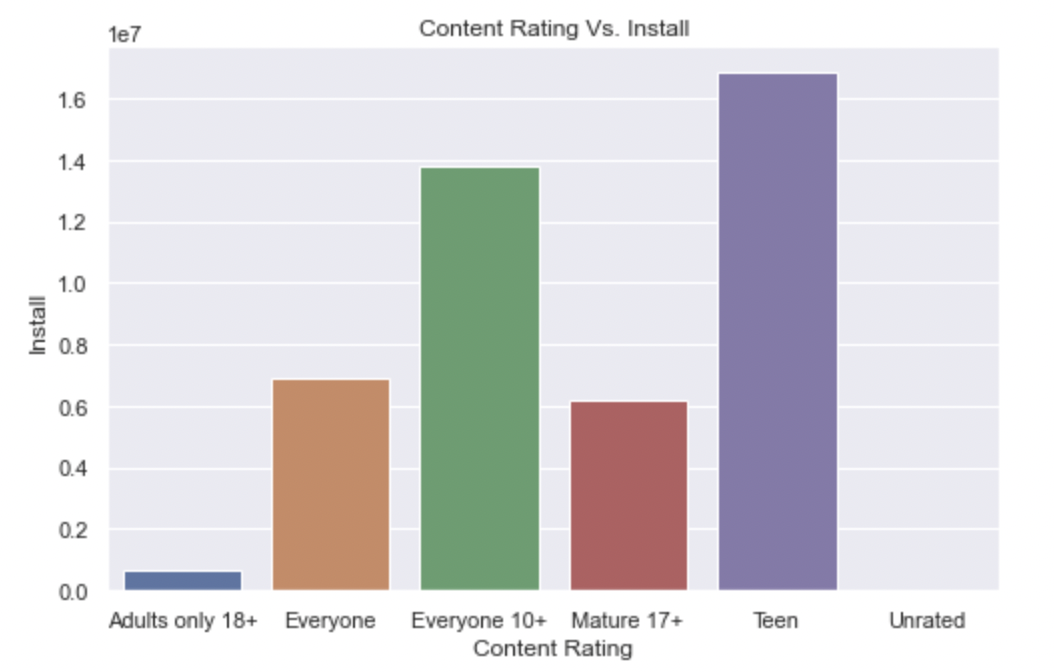 Content Rating Vs. Install
1e7
1.6
1.4
1.2
1.0
0.8
0.6
0.4
0.2
0.0
Install
Adults only 18+ Everyone Everyone 10+ Mature 17+ Teen Unrated
Content Rating